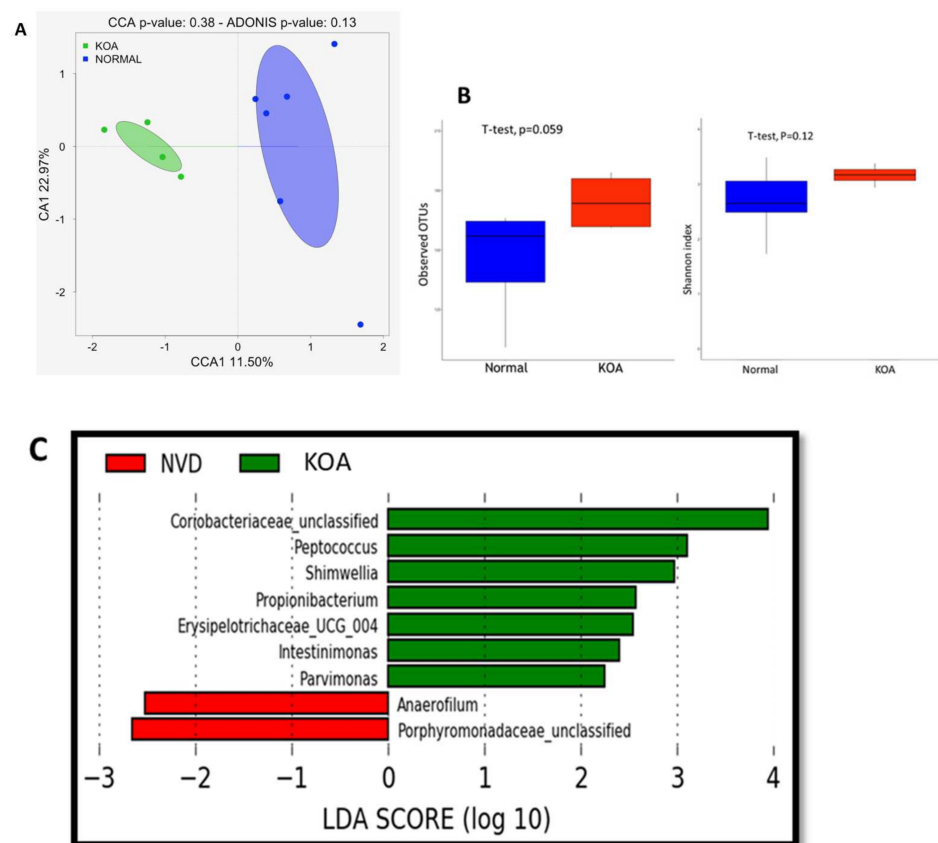 A
CCA p-value: 0.38 - ADONIS p-value: 0.13
KOA
NORMAL
1
0
-1
-2
CA1 22.97%
-2 -1 0 1 2
CCA1 11.50%
B
T-test, p=0.059
Observed OTUs
Normal KOA
T-test, P=0.12
Shannon index
Normal KOA
C
NVD KOA
Coriobacteriaceae_unclassified
Peptococcus
Shimwellia
Propionibacterium
Erysipelotrichaceae_UCG_004
Intestinimonas
Parvimonas
Anaerofilum
Porphyromonadaceae_unclassified
−3 −2 −1 0 1 2 3 4
LDA SCORE (log 10)